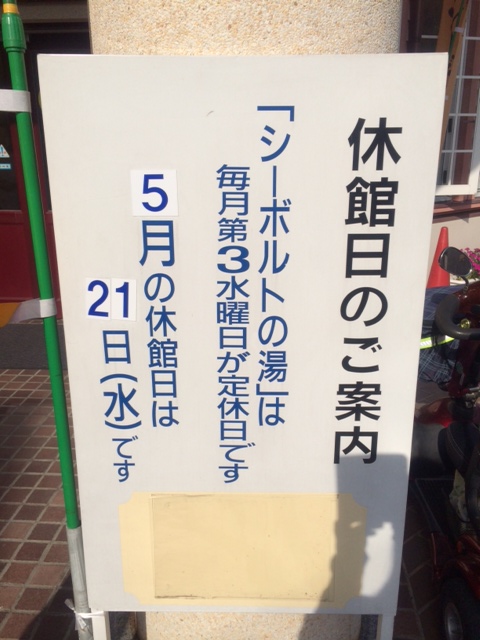 休館日のご案内
「シーボルトの湯」は
毎月第3水曜日が定休日です
5月の休館日は
21日(水)です